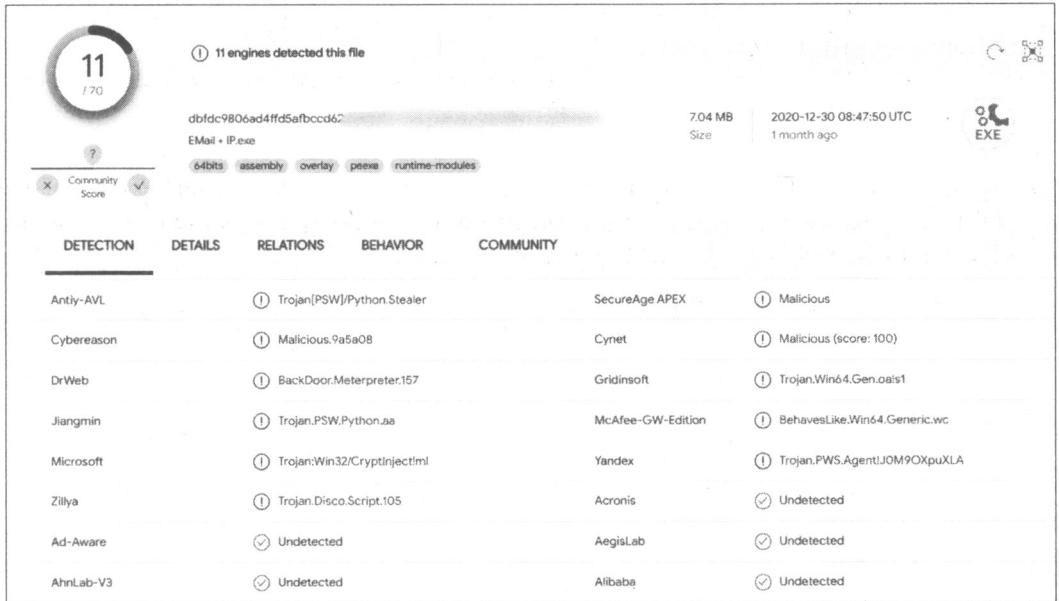 11
/ 70
11 engines detected this file
dbfdc9806ad4ffd5afbccd62
EMail + IP.exe
7.04 MB
Size
2020-12-30 08:47:50 UTC
1 month ago
EXE
64bits assembly overlay peexe runtime-modules
?
Community
Score
DETECTION DETAILS RELATIONS BEHAVIOR COMMUNITY
Antiy-AVL Trojan[PSW]/Python.Stealer SecureAge APEX Malicious
Cybereason Malicious.9a5a08 Cynet Malicious (score: 100)
DrWeb BackDoor.Meterpreter.157 Gridinsoft Trojan.Win64.Gen.oa!s1
Jiangmin Trojan.PSW.Python.aa McAfee-GW-Edition BehavesLike.Win64.Generic.wc
Microsoft Trojan:Win32/CryptInject!ml Yandex Trojan.PWS.Agent!J0M9OXpuXLA
Zillya Trojan.Disco.Script.105 Acronis Undetected
Ad-Aware Undetected AegisLab Undetected
AhnLab-V3 Undetected Alibaba Undetected